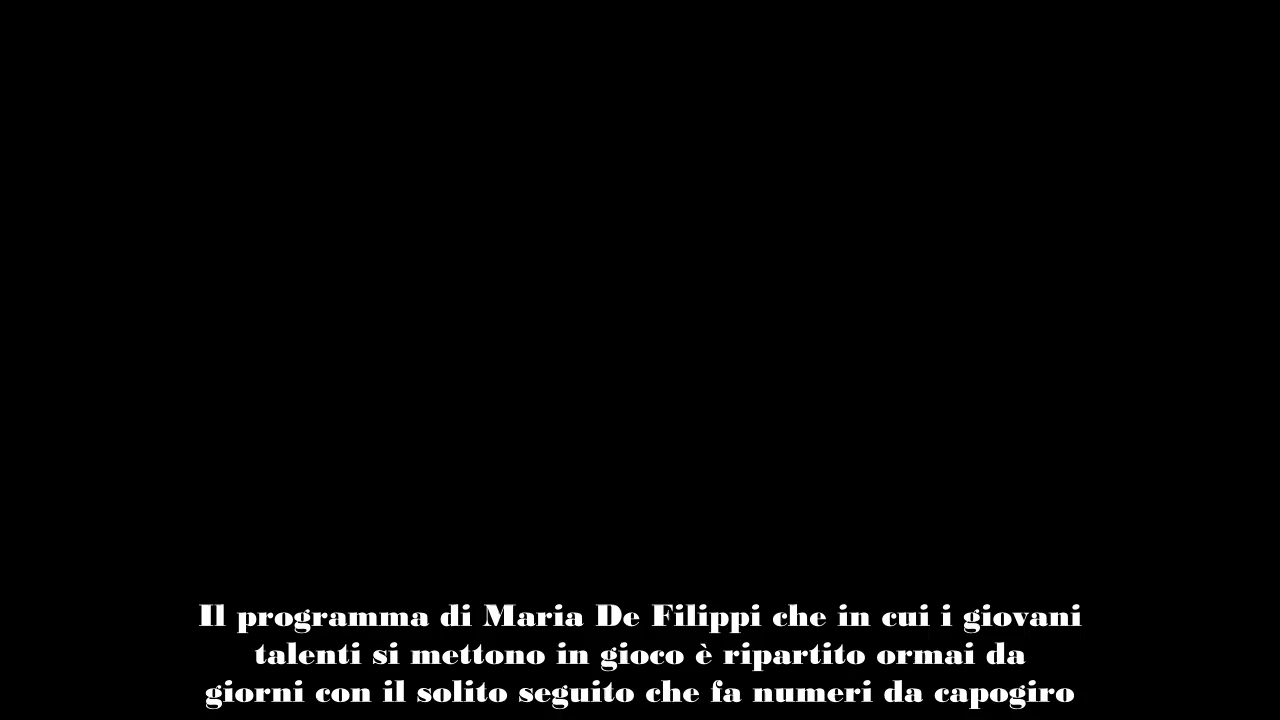 Il programma di Maria De Filippi che in cui i giovani
talenti si mettono in gioco è ripartito ormai da
giorni con il solito seguito che fa numeri da capogiro